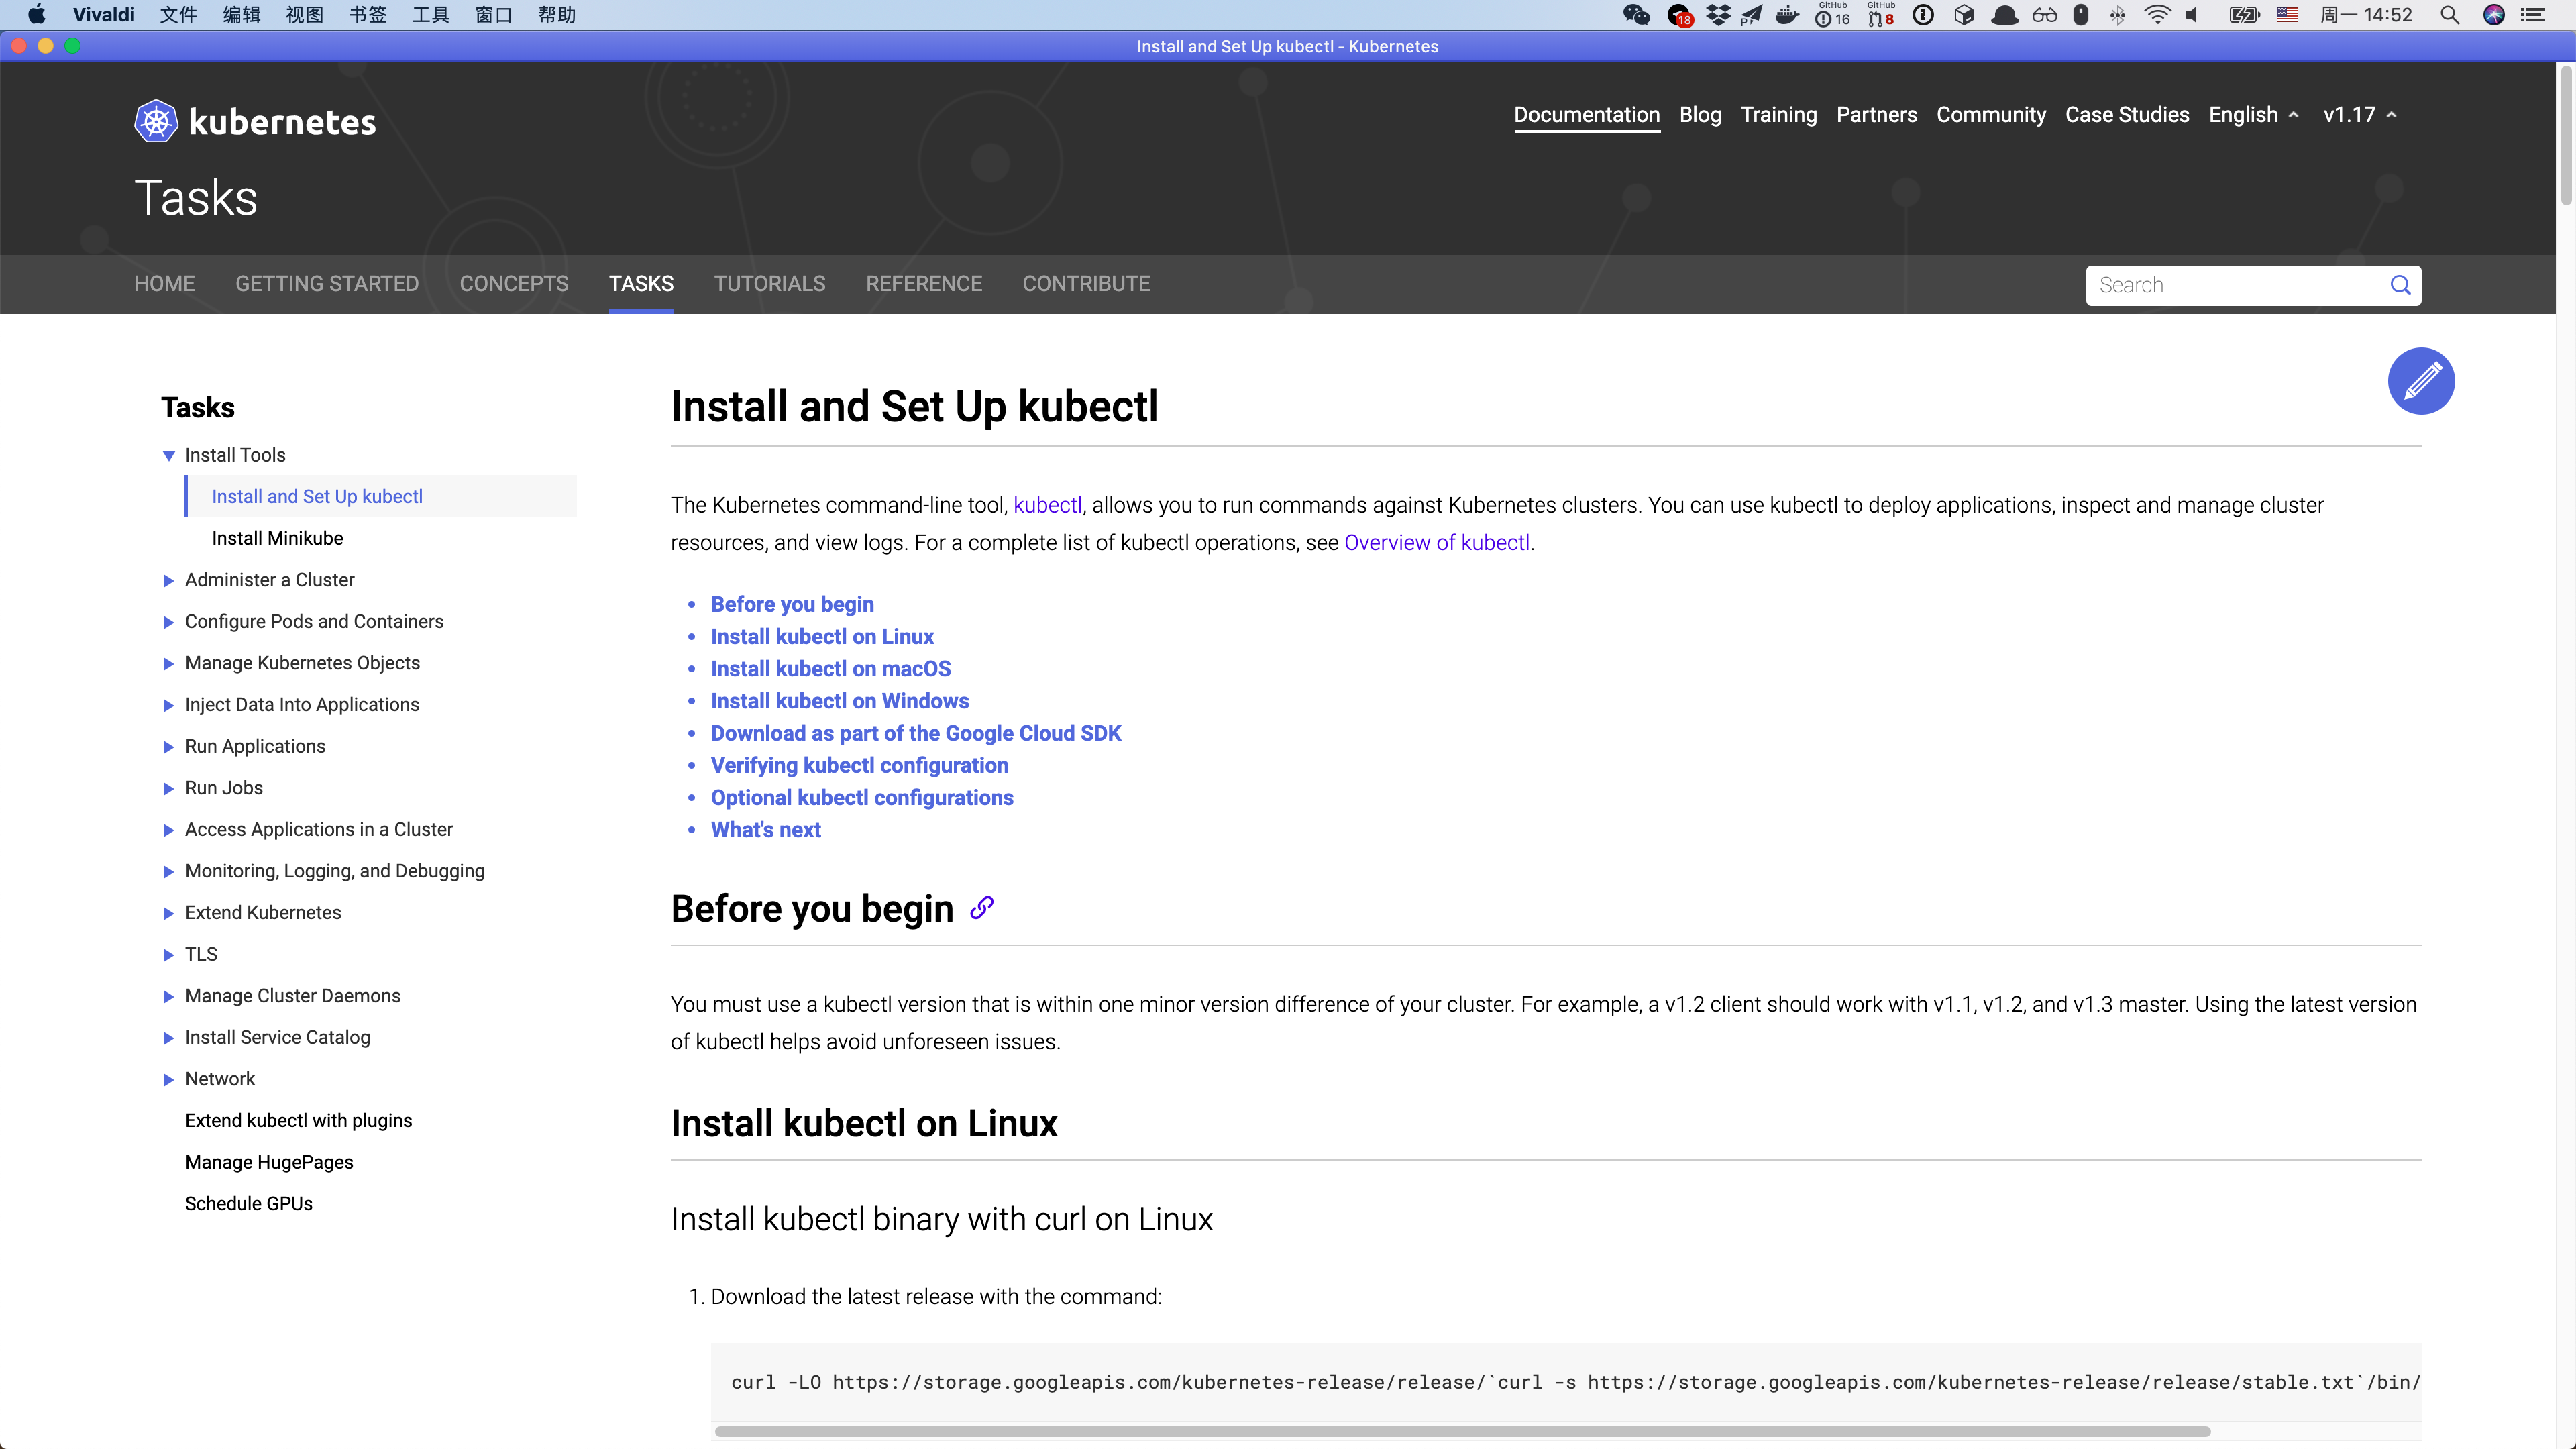 Vivaldi 文件 编辑 视图 书签 工具 窗口 帮助
18 GitHub 16 GitHub 8 周一 14:52
Install and Set Up kubectl - Kubernetes
kubernetes
Documentation Blog Training Partners Community Case Studies English v1.17
Tasks
HOME GETTING STARTED CONCEPTS TASKS TUTORIALS REFERENCE CONTRIBUTE
Search
Tasks
Install Tools
Install and Set Up kubectl
Install Minikube
Administer a Cluster
Configure Pods and Containers
Manage Kubernetes Objects
Inject Data Into Applications
Run Applications
Run Jobs
Access Applications in a Cluster
Monitoring, Logging, and Debugging
Extend Kubernetes
TLS
Manage Cluster Daemons
Install Service Catalog
Network
Extend kubectl with plugins
Manage HugePages
Schedule GPUs
Install and Set Up kubectl
The Kubernetes command-line tool, kubectl, allows you to run commands against Kubernetes clusters. You can use kubectl to deploy applications, inspect and manage cluster
resources, and view logs. For a complete list of kubectl operations, see Overview of kubectl.
• Before you begin
• Install kubectl on Linux
• Install kubectl on macOS
• Install kubectl on Windows
• Download as part of the Google Cloud SDK
• Verifying kubectl configuration
• Optional kubectl configurations
• What's next
Before you begin
You must use a kubectl version that is within one minor version difference of your cluster. For example, a v1.2 client should work with v1.1, v1.2, and v1.3 master. Using the latest version
of kubectl helps avoid unforeseen issues.
Install kubectl on Linux
Install kubectl binary with curl on Linux
1. Download the latest release with the command:
curl -LO https://storage.googleapis.com/kubernetes-release/release/`curl -s https://storage.googleapis.com/kubernetes-release/release/stable.txt`/bin/